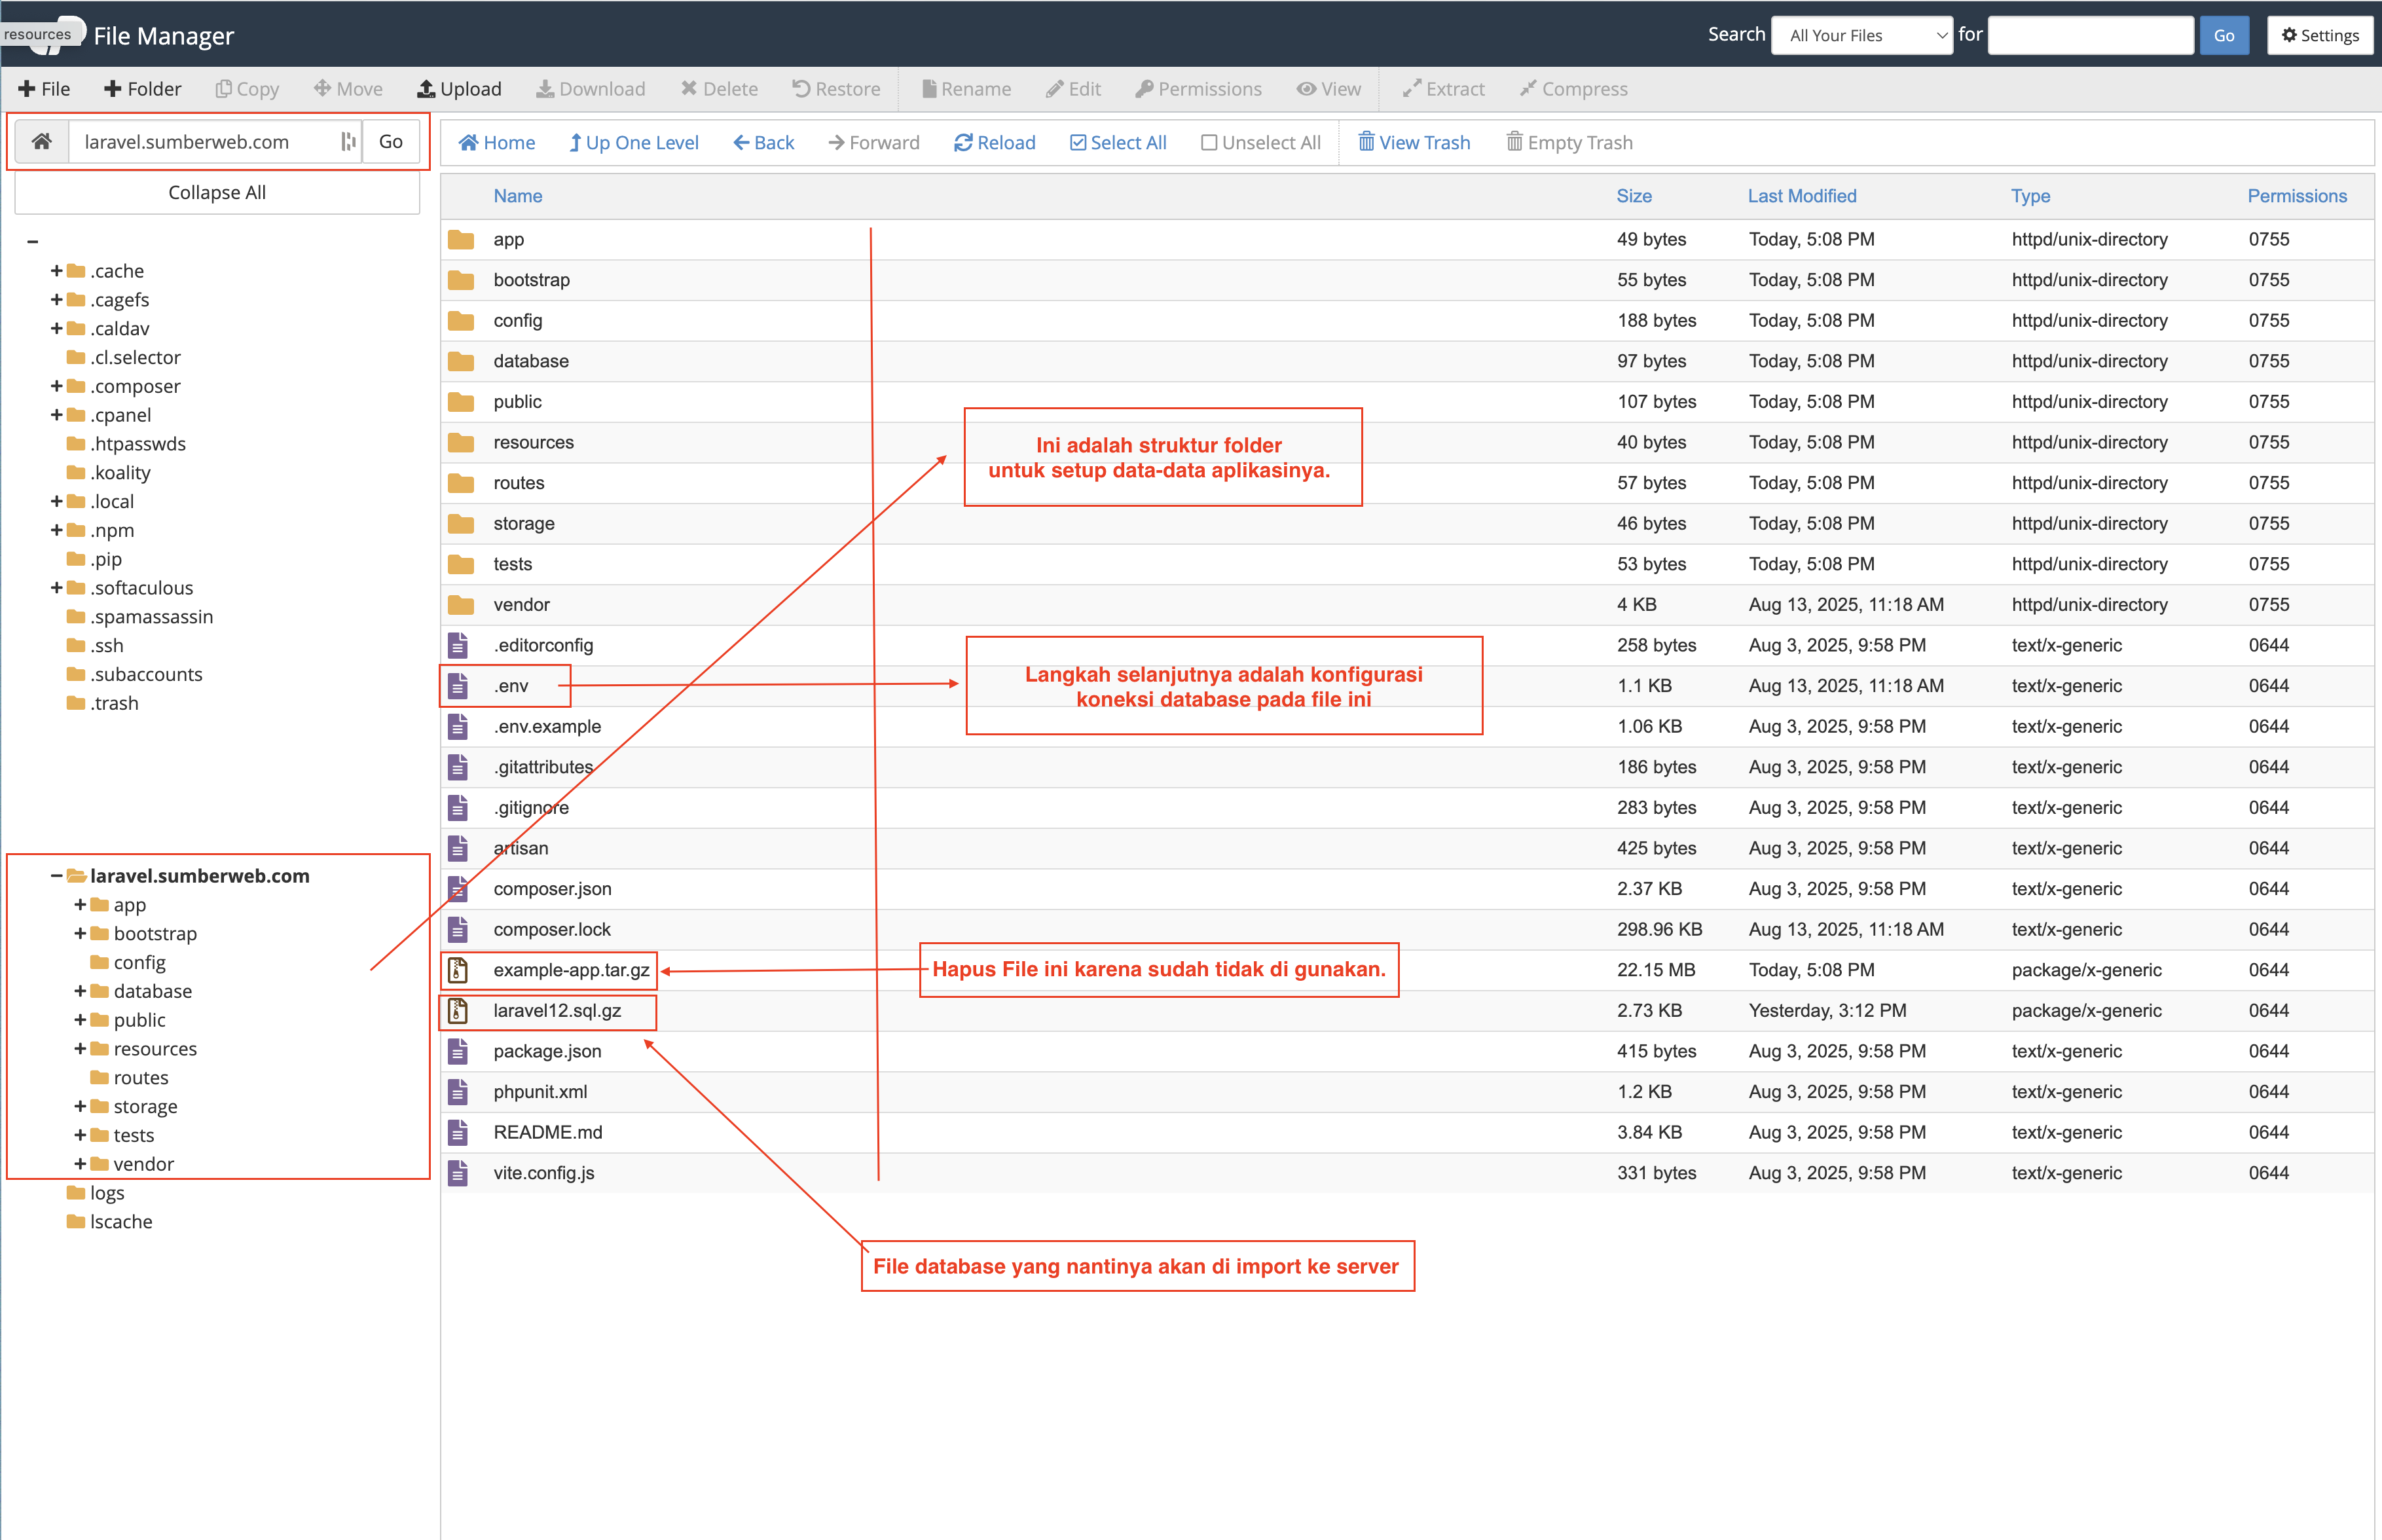 resources
File Manager
Search All Your Files for Go Settings
File Folder Copy Move Upload Download Delete Restore Rename Edit Permissions View Extract Compress
laravel.sumberweb.com Go
Home Up One Level Back Forward Reload Select All Unselect All View Trash Empty Trash
Collapse All
.cache
.cagefs
.caldav
.cl.selector
.composer
.cpanel
.htpasswds
.koality
.local
.npm
.pip
.softaculous
.spamassassin
.ssh
.subaccounts
.trash
laravel.sumberweb.com
app
bootstrap
config
database
public
resources
routes
storage
tests
vendor
logs
lscache
Name Size Last Modified Type Permissions
app 49 bytes Today, 5:08 PM httpd/unix-directory 0755
bootstrap 55 bytes Today, 5:08 PM httpd/unix-directory 0755
config 188 bytes Today, 5:08 PM httpd/unix-directory 0755
database 97 bytes Today, 5:08 PM httpd/unix-directory 0755
public 107 bytes Today, 5:08 PM httpd/unix-directory 0755
resources 40 bytes Today, 5:08 PM httpd/unix-directory 0755
routes 57 bytes Today, 5:08 PM httpd/unix-directory 0755
storage 46 bytes Today, 5:08 PM httpd/unix-directory 0755
tests 53 bytes Today, 5:08 PM httpd/unix-directory 0755
vendor 4 KB Aug 13, 2025, 11:18 AM httpd/unix-directory 0755
.editorconfig 258 bytes Aug 3, 2025, 9:58 PM text/x-generic 0644
.env 1.1 KB Aug 13, 2025, 11:18 AM text/x-generic 0644
.env.example 1.06 KB Aug 3, 2025, 9:58 PM text/x-generic 0644
.gitattributes 186 bytes Aug 3, 2025, 9:58 PM text/x-generic 0644
.gitignore 283 bytes Aug 3, 2025, 9:58 PM text/x-generic 0644
artisan 425 bytes Aug 3, 2025, 9:58 PM text/x-generic 0644
composer.json 2.37 KB Aug 3, 2025, 9:58 PM text/x-generic 0644
composer.lock 298.96 KB Aug 13, 2025, 11:18 AM text/x-generic 0644
example-app.tar.gz 22.15 MB Today, 5:08 PM package/x-generic 0644
laravel12.sql.gz 2.73 KB Yesterday, 3:12 PM package/x-generic 0644
package.json 415 bytes Aug 3, 2025, 9:58 PM text/x-generic 0644
phpunit.xml 1.2 KB Aug 3, 2025, 9:58 PM text/x-generic 0644
README.md 3.84 KB Aug 3, 2025, 9:58 PM text/x-generic 0644
vite.config.js 331 bytes Aug 3, 2025, 9:58 PM text/x-generic 0644
Ini adalah struktur folder
untuk setup data-data aplikasinya.
Langkah selanjutnya adalah konfigurasi
koneksi database pada file ini
Hapus File ini karena sudah tidak di gunakan.
File database yang nantinya akan di import ke server